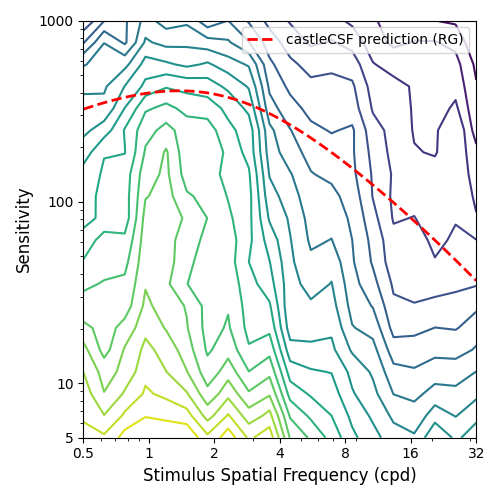 1000
castleCSF prediction (RG)
Sensitivity
100
10
5
0.5 1 2 4 8 16 32
Stimulus Spatial Frequency (cpd)